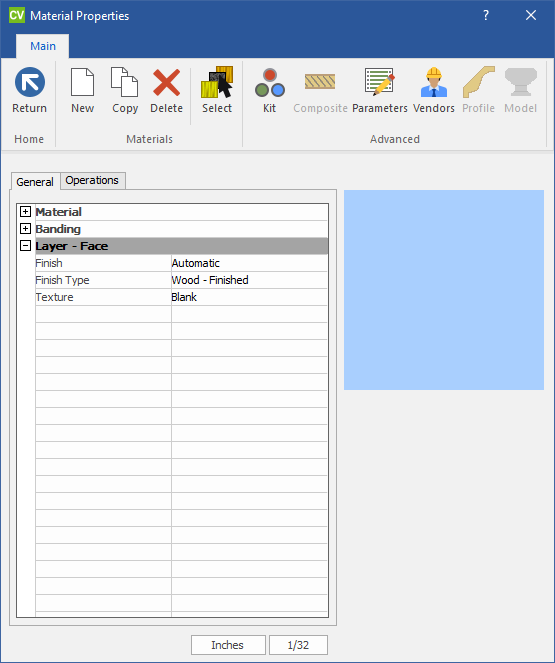 CV Material Properties ?
Main
Return New Copy Delete Select Kit Composite Parameters Vendors Profile Model
Home Materials Advanced
General Operations
Material
Banding
Layer - Face
Finish Automatic
Finish Type Wood - Finished
Texture Blank
Inches 1/32